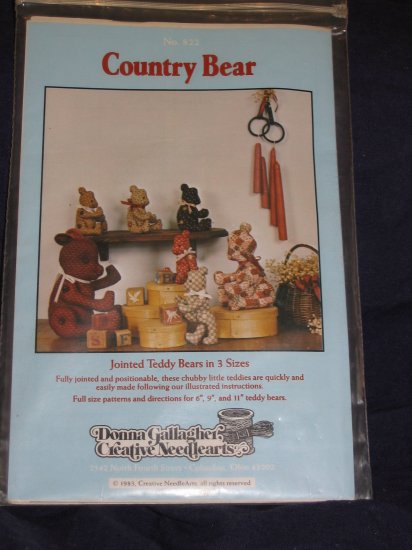 No. 822
Country Bear
Jointed Teddy Bears in 3 Sizes
Fully jointed and positionable, these chubby little teddies are quickly and
easily made following our illustrated instructions.
Full size patterns and directions for 6", 9", and 11" teddy bears.
Donna Gallagher
Creative Needlearts
2542 North Fourth Street • Columbus, Ohio 43202
© 1983, Creative NeedleArts, all rights reserved